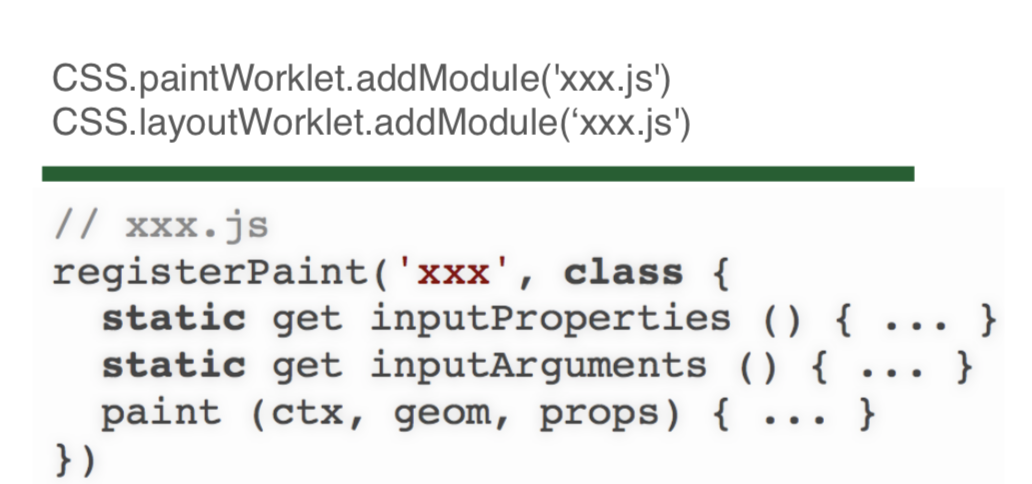 CSS.paintWorklet.addModule('xxx.js')
CSS.layoutWorklet.addModule(‘xxx.js')
// xxx.js
registerPaint('xxx', class {
  static get inputProperties () { ... }
  static get inputArguments () { ... }
  paint (ctx, geom, props) { ... }
})